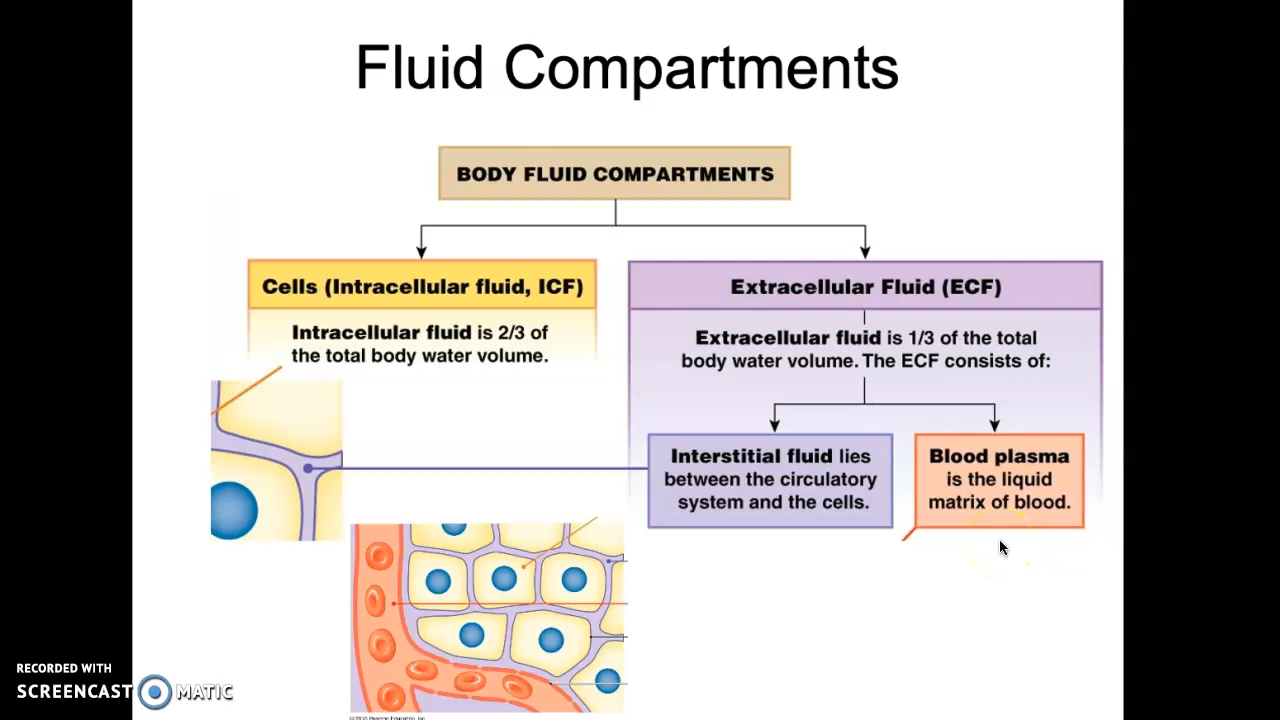 Fluid Compartments
BODY FLUID COMPARTMENTS
Cells (Intracellular fluid, ICF)
Intracellular fluid is 2/3 of
the total body water volume.
Extracellular Fluid (ECF)
Extracellular fluid is 1/3 of the total
body water volume. The ECF consists of:
Interstitial fluid lies
between the circulatory
system and the cells.
Blood plasma
is the liquid
matrix of blood.
RECORDED WITH
SCREENCAST MATIC
Pearson Education, Inc.